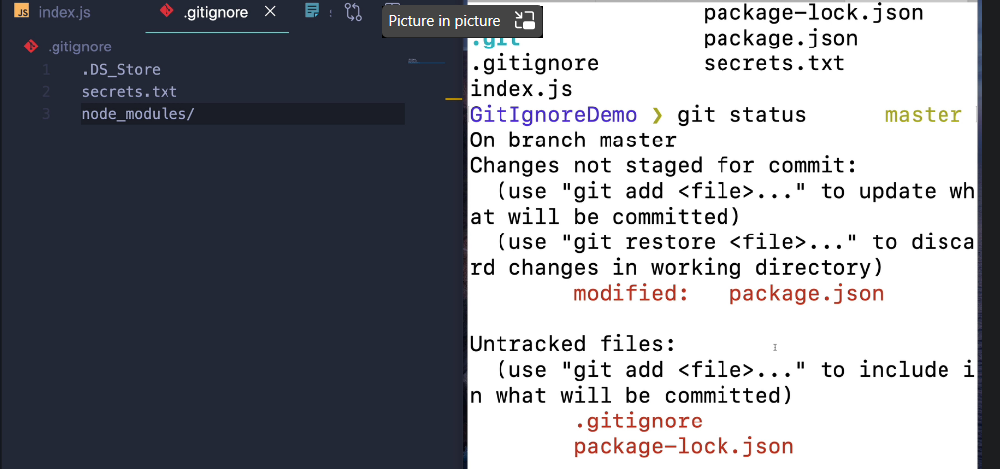 JS index.js
.gitignore
Picture in picture
.gitignore
1 .DS_Store
2 secrets.txt
3 node_modules/
package-lock.json
.git package.json
.gitignore secrets.txt
index.js
GitIgnoreDemo ❯ git status master
On branch master
Changes not staged for commit:
(use "git add <file>..." to update wh
at will be committed)
(use "git restore <file>..." to disca
rd changes in working directory)
modified: package.json
Untracked files:
(use "git add <file>..." to include i
n what will be committed)
.gitignore
package-lock.json